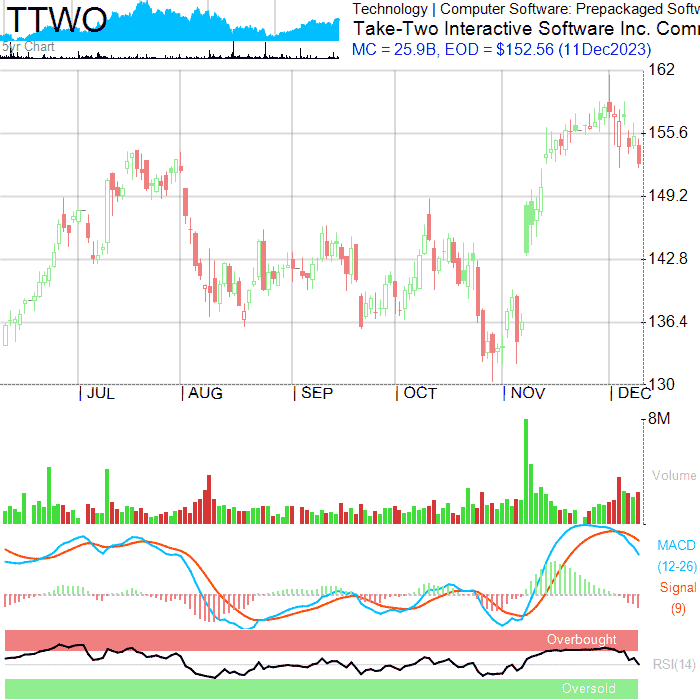 TTWO
5yr Chart
Technology | Computer Software: Prepackaged Softw
Take-Two Interactive Software Inc. Com
MC = 25.9B, EOD = $152.56 (11Dec2023)
162
155.6
149.2
142.8
136.4
130
| JUL | AUG | SEP | OCT | NOV | DEC
8M
Volume
MACD
(12-26)
Signal
(9)
Overbought
RSI(14)
Oversold